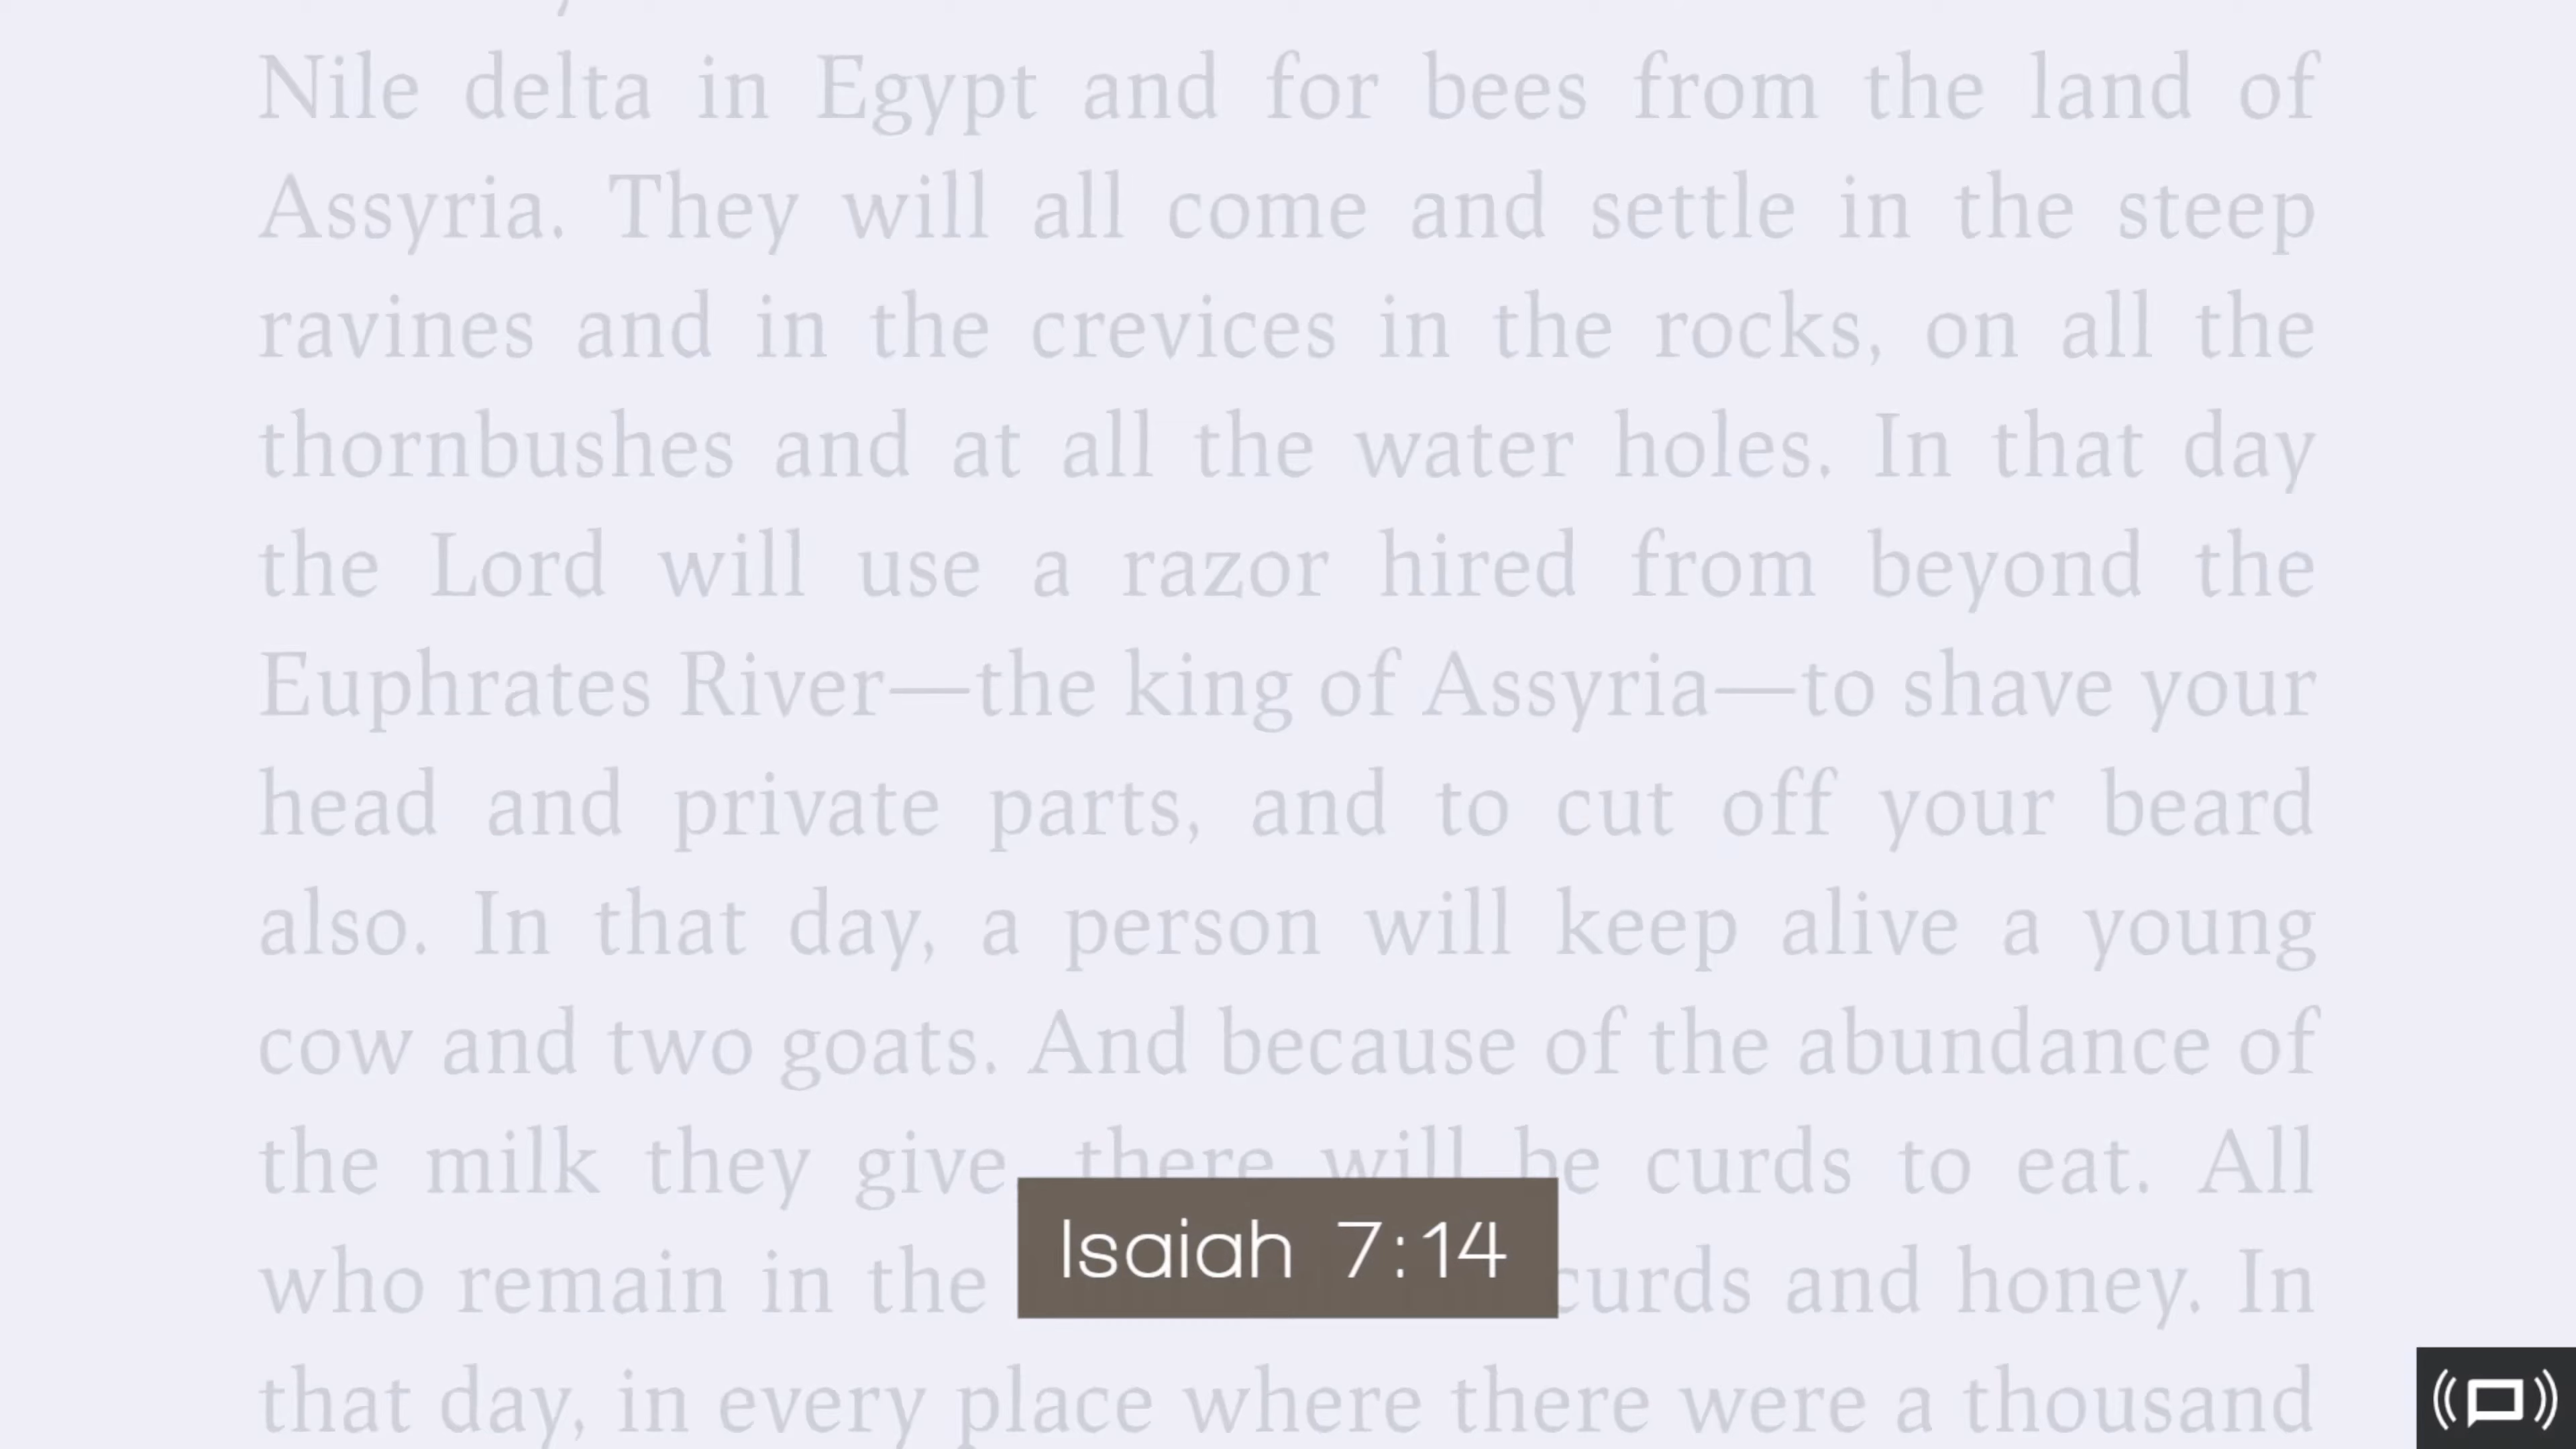 Nile delta in Egypt and for bees from the land of
Assyria. They will all come and settle in the steep
ravines and in the crevices in the rocks, on all the
thornbushes and at all the water holes. In that day
the Lord will use a razor hired from beyond the
Euphrates River—the king of Assyria—to shave your
head and private parts, and to cut off your beard
also. In that day, a person will keep alive a young
cow and two goats. And because of the abundance of
the milk they give there will be curds to eat. All
who remain in the curds and honey. In
Isaiah 7:14
that day, in every place where there were a thousand